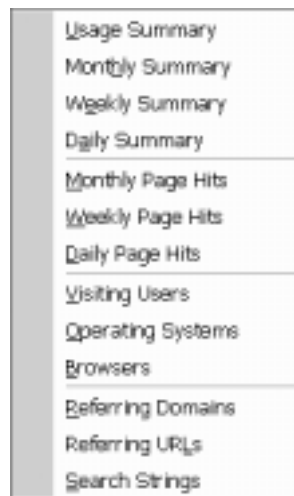 Usage Summary
Monthly Summary
Weekly Summary
Daily Summary
Monthly Page Hits
Weekly Page Hits
Daily Page Hits
Visiting Users
Operating Systems
Browsers
Referring Domains
Referring URLs
Search Strings